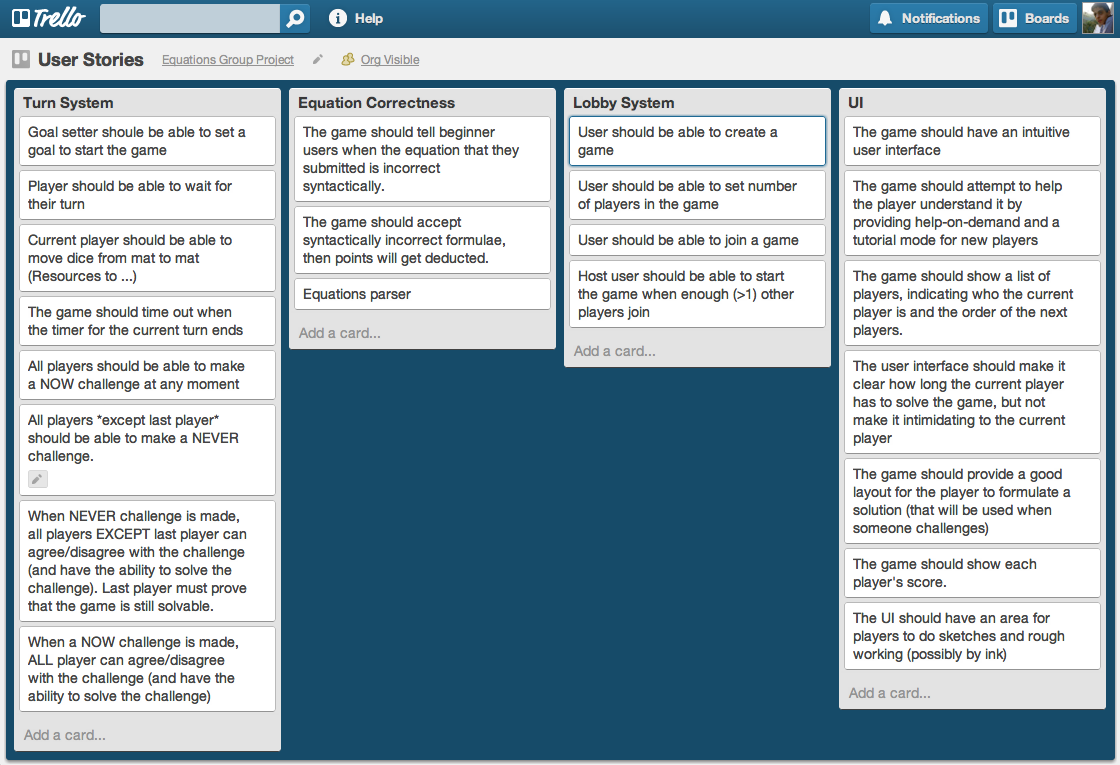 Trello
Help
Notifications
Boards
User Stories
Equations Group Project
Org Visible
Turn System
Goal setter shoule be able to set a
goal to start the game
Player should be able to wait for
their turn
Current player should be able to
move dice from mat to mat
(Resources to ...)
The game should time out when
the timer for the current turn ends
All players should be able to make
a NOW challenge at any moment
All players *except last player*
should be able to make a NEVER
challenge.
When NEVER challenge is made,
all players EXCEPT last player can
agree/disagree with the challenge
(and have the ability to solve the
challenge). Last player must prove
that the game is still solvable.
When a NOW challenge is made,
ALL player can agree/disagree
with the challenge (and have the
ability to solve the challenge)
Add a card...
Equation Correctness
The game should tell beginner
users when the equation that they
submitted is incorrect
syntactically.
The game should accept
syntactically incorrect formulae,
then points will get deducted.
Equations parser
Add a card...
Lobby System
User should be able to create a
game
User should be able to set number
of players in the game
User should be able to join a game
Host user should be able to start
the game when enough (>1) other
players join
Add a card...
UI
The game should have an intuitive
user interface
The game should attempt to help
the player understand it by
providing help-on-demand and a
tutorial mode for new players
The game should show a list of
players, indicating who the current
player is and the order of the next
players.
The user interface should make it
clear how long the current player
has to solve the game, but not
make it intimidating to the current
player
The game should provide a good
layout for the player to formulate a
solution (that will be used when
someone challenges)
The game should show each
player's score.
The UI should have an area for
players to do sketches and rough
working (possibly by ink)
Add a card...